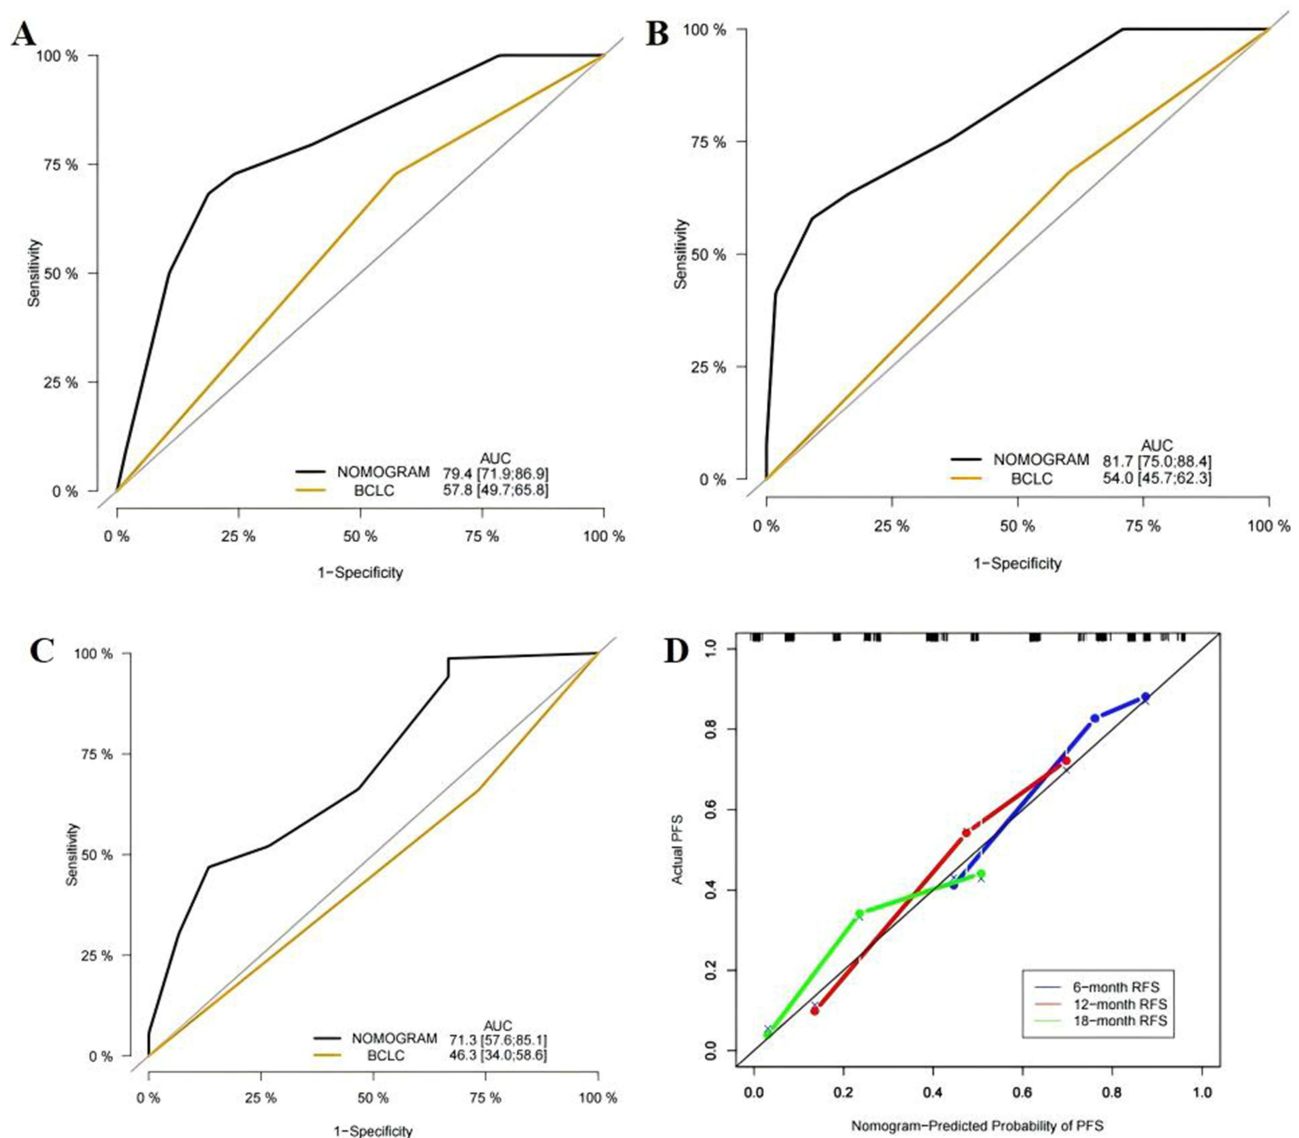 A
100 %
75 %
50 %
25 %
0 %
Sensitivity
AUC
NOMOGRAM 79.4 [71.9;86.9]
BCLC 57.8 [49.7;65.8]
0 % 25 % 50 % 75 % 100 %
1−Specificity
B
100 %
75 %
50 %
25 %
0 %
Sensitivity
AUC
NOMOGRAM 81.7 [75.0;88.4]
BCLC 54.0 [45.7;62.3]
0 % 25 % 50 % 75 % 100 %
1−Specificity
C
100 %
75 %
50 %
25 %
0 %
Sensitivity
AUC
NOMOGRAM 71.3 [57.6;85.1]
BCLC 46.3 [34.0;58.6]
0 % 25 % 50 % 75 % 100 %
1−Specificity
D
1.0
0.8
0.6
0.4
0.2
0.0
Actual PFS
6−month RFS
12−month RFS
18−month RFS
0.0 0.2 0.4 0.6 0.8 1.0
Nomogram−Predicted Probability of PFS